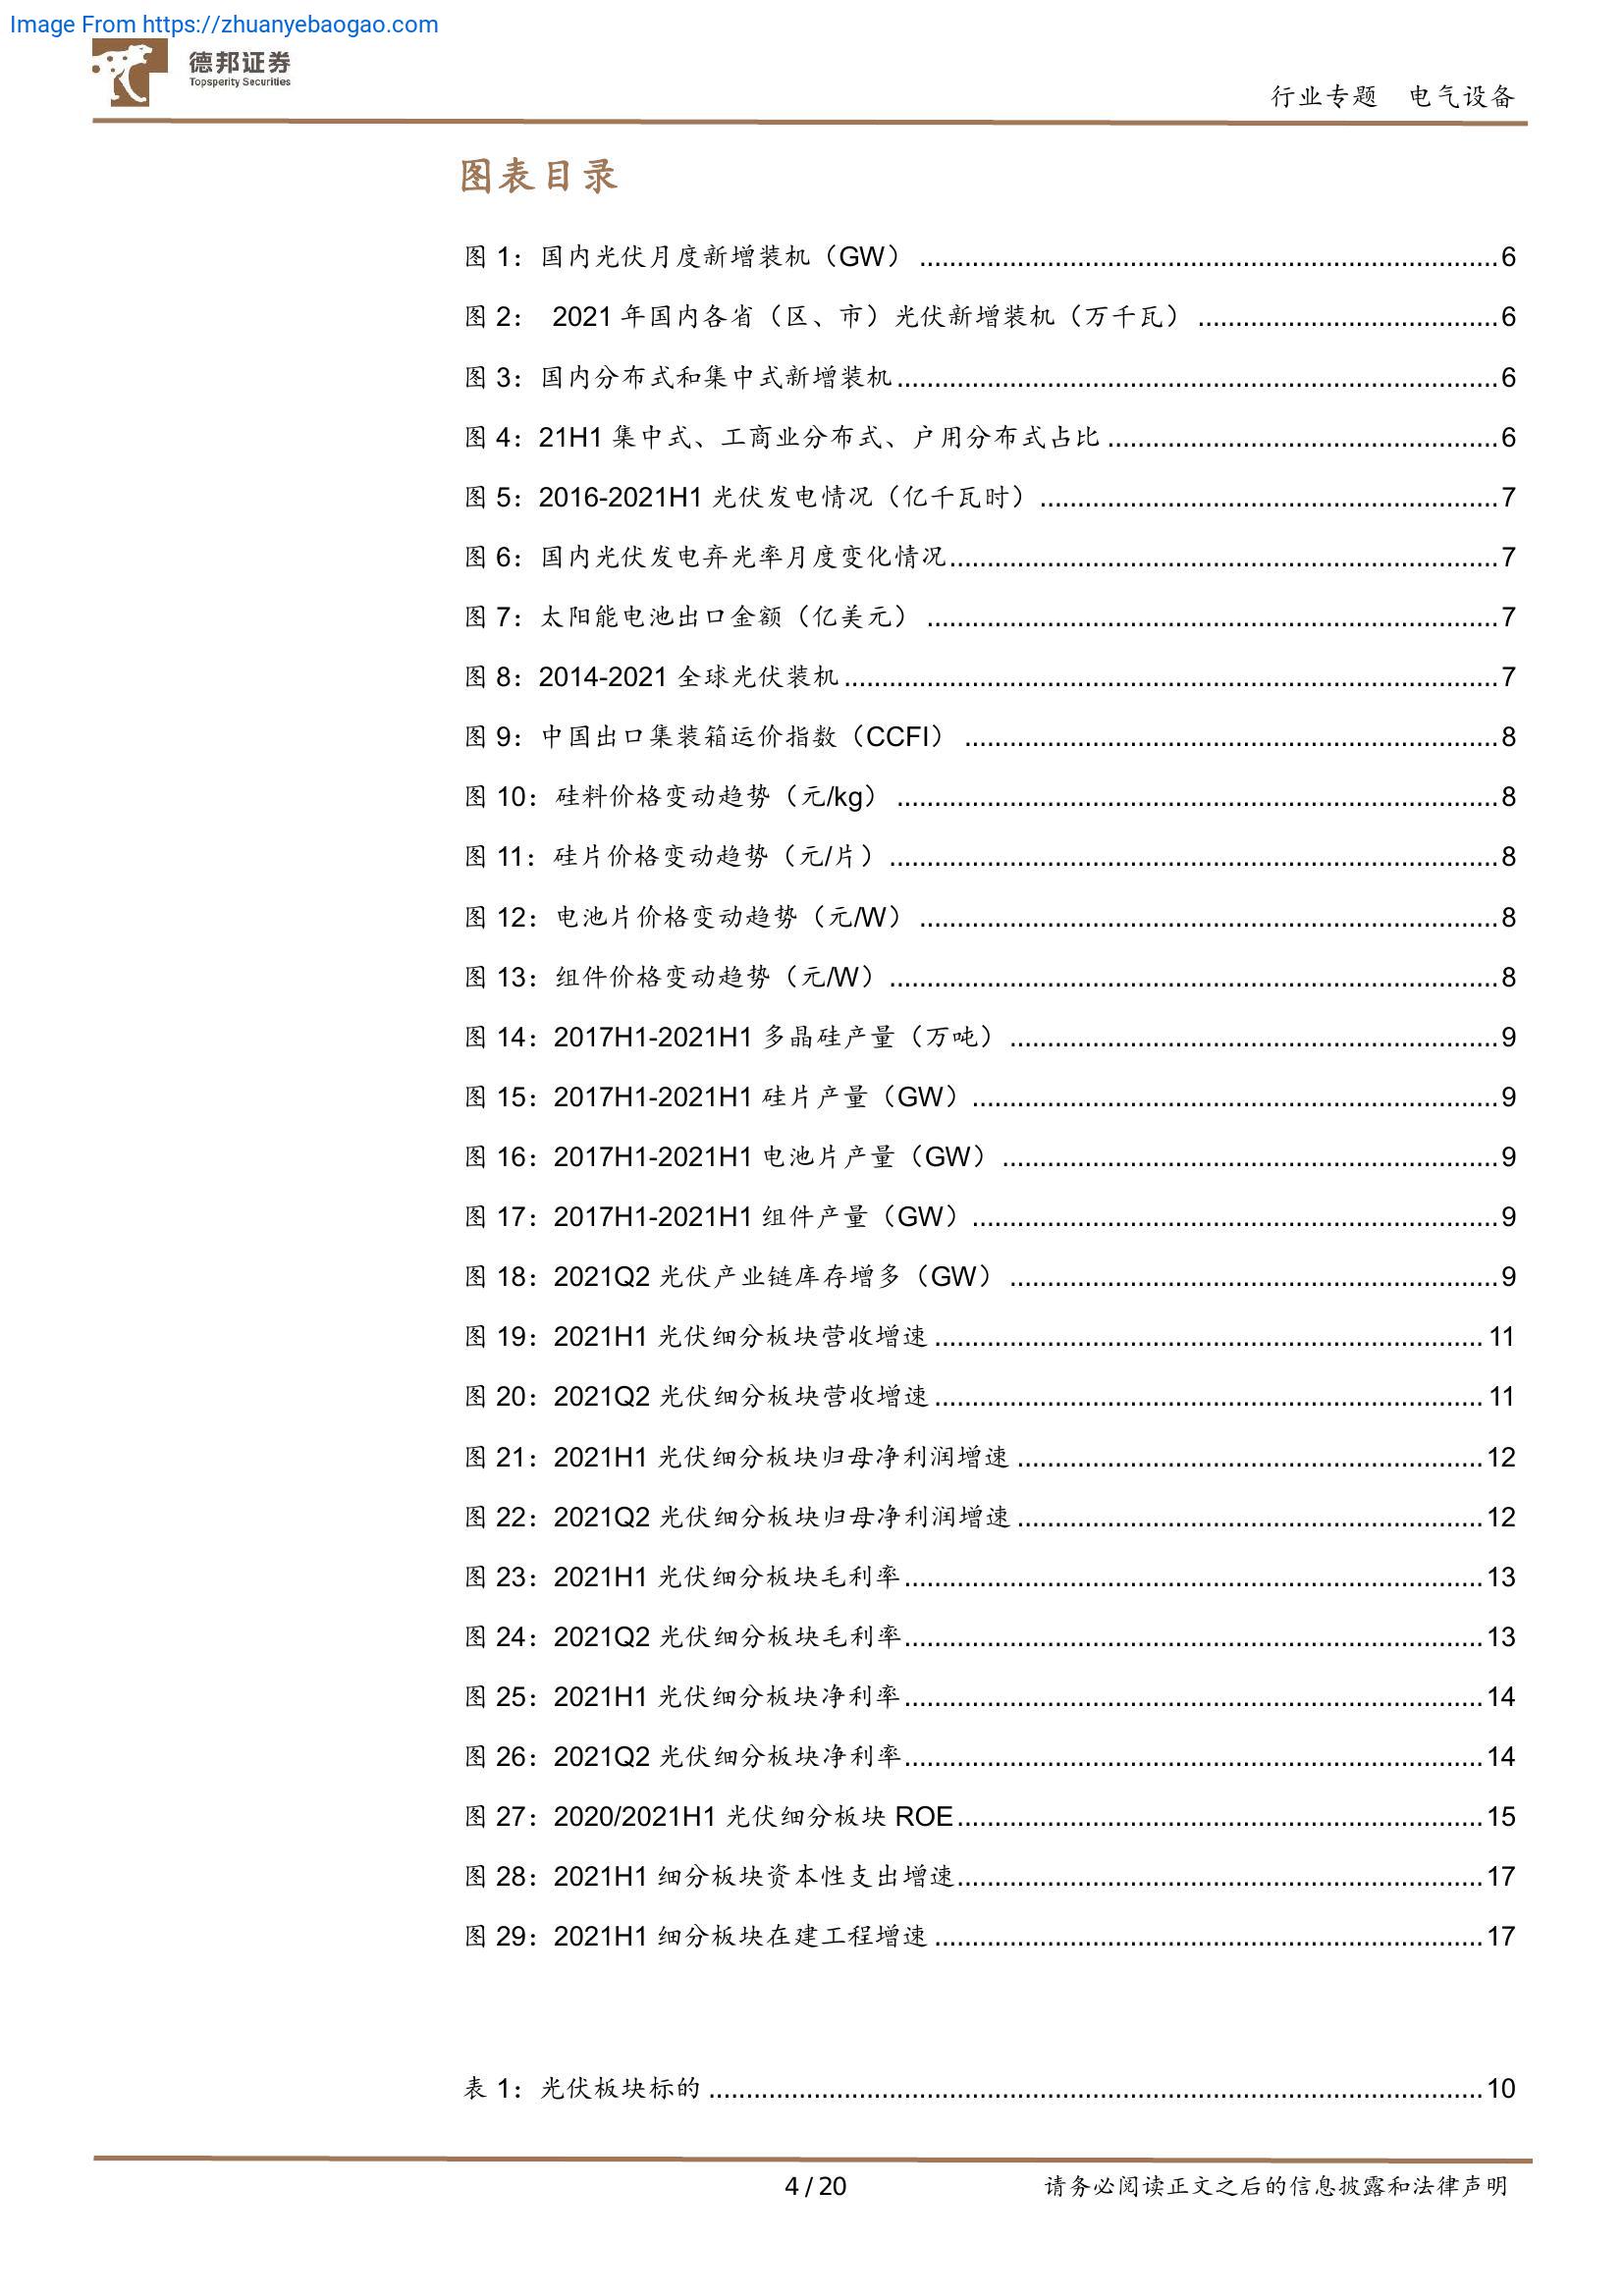 Image From https://zhuanyebaogao.com
德邦证券
Topsperity Securities
行业专题 电气设备
图表目录
图 1：国内光伏月度新增装机（GW） ........................................ 6
图 2： 2021 年国内各省（区、市）光伏新增装机（万千瓦） ........................................ 6
图 3：国内分布式和集中式新增装机 ........................................ 6
图 4：21H1 集中式、工商业分布式、户用分布式占比 ........................................ 6
图 5：2016-2021H1 光伏发电情况（亿千瓦时） ........................................ 7
图 6：国内光伏发电弃光率月度变化情况 ........................................ 7
图 7：太阳能电池出口金额（亿美元） ........................................ 7
图 8：2014-2021 全球光伏装机 ........................................ 7
图 9：中国出口集装箱运价指数（CCFI） ........................................ 8
图 10：硅料价格变动趋势（元/kg） ........................................ 8
图 11：硅片价格变动趋势（元/片） ........................................ 8
图 12：电池片价格变动趋势（元/W） ........................................ 8
图 13：组件价格变动趋势（元/W） ........................................ 8
图 14：2017H1-2021H1 多晶硅产量（万吨） ........................................ 9
图 15：2017H1-2021H1 硅片产量（GW） ........................................ 9
图 16：2017H1-2021H1 电池片产量（GW） ........................................ 9
图 17：2017H1-2021H1 组件产量（GW） ........................................ 9
图 18：2021Q2 光伏产业链库存增多（GW） ........................................ 9
图 19：2021H1 光伏细分板块营收增速 ........................................ 11
图 20：2021Q2 光伏细分板块营收增速 ........................................ 11
图 21：2021H1 光伏细分板块归母净利润增速 ........................................ 12
图 22：2021Q2 光伏细分板块归母净利润增速 ........................................ 12
图 23：2021H1 光伏细分板块毛利率 ........................................ 13
图 24：2021Q2 光伏细分板块毛利率 ........................................ 13
图 25：2021H1 光伏细分板块净利率 ........................................ 14
图 26：2021Q2 光伏细分板块净利率 ........................................ 14
图 27：2020/2021H1 光伏细分板块 ROE ........................................ 15
图 28：2021H1 细分板块资本性支出增速 ........................................ 17
图 29：2021H1 细分板块在建工程增速 ........................................ 17
表 1：光伏板块标的 ........................................ 10
4 / 20 请务必阅读正文之后的信息披露和法律声明